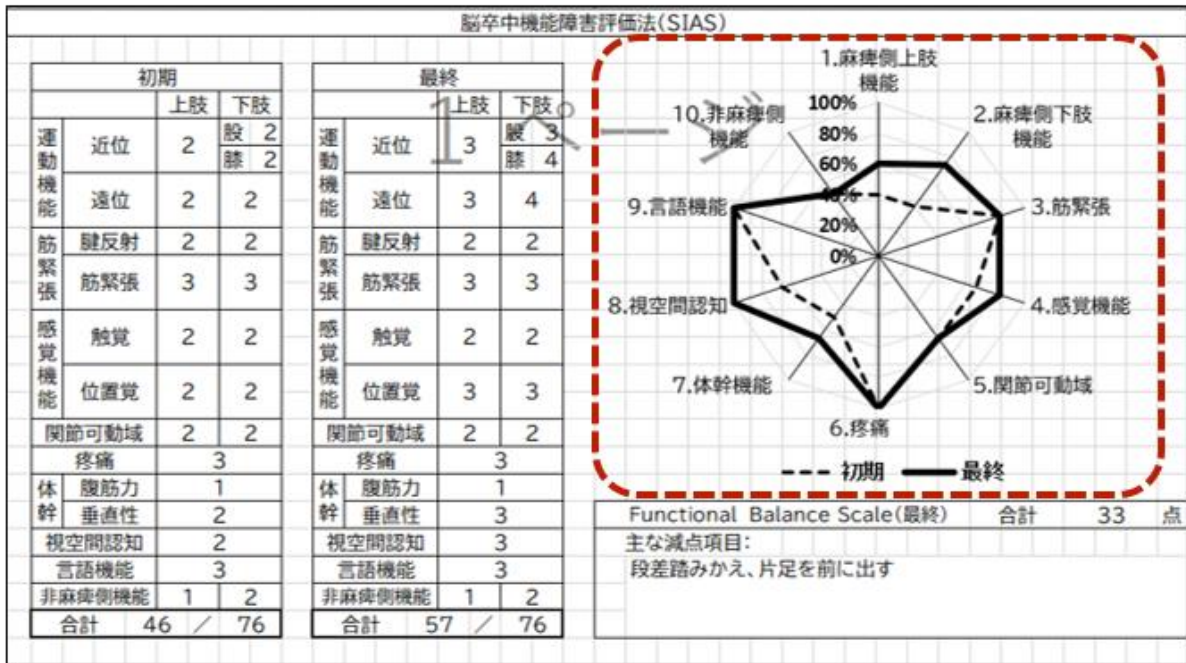 脳卒中機能障害評価法(SIAS)
初期
上肢 下肢
運動機能 近位 2 股 2
膝 2
遠位 2 2
筋緊張 腱反射 2 2
筋緊張 3 3
感覚機能 触覚 2 2
位置覚 2 2
関節可動域 2 2
疼痛 3
体幹 腹筋力 1
垂直性 2
視空間認知 2
言語機能 3
非麻痺側機能 1 2
合計 46 / 76
最終
上肢 下肢
運動機能 近位 3 3
膝 4
遠位 3 4
筋緊張 腱反射 2 2
筋緊張 3 3
感覚機能 触覚 2 2
位置覚 3 3
関節可動域 2 2
疼痛 3
体幹 腹筋力 1
垂直性 3
視空間認知 3
言語機能 3
非麻痺側機能 1 2
合計 57 / 76
1 ページ
1.麻痺側上肢
機能
2.麻痺側下肢
機能
3.筋緊張
4.感覚機能
5.関節可動域
6.疼痛
7.体幹機能
8.視空間認知
9.言語機能
10.非麻痺側
機能
100%
80%
60%
40%
20%
0%
初期 最終
Functional Balance Scale(最終) 合計 33 点
主な減点項目:
段差踏みかえ、片足を前に出す